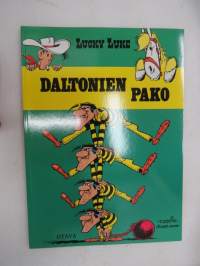 LUCKY LUKE
DALTONIEN
PAKO
OTAVA